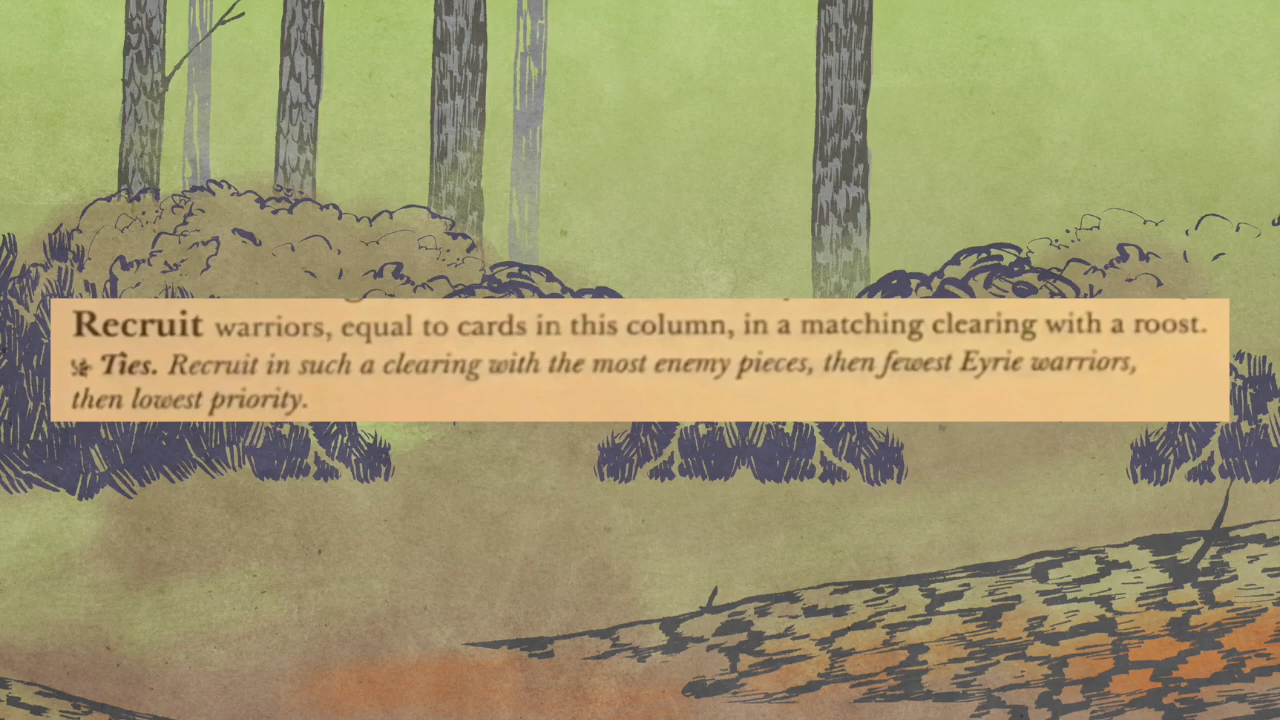 Recruit warriors, equal to cards in this column, in a matching clearing with a roost.
Ties. Recruit in such a clearing with the most enemy pieces, then fewest Eyrie warriors,
then lowest priority.